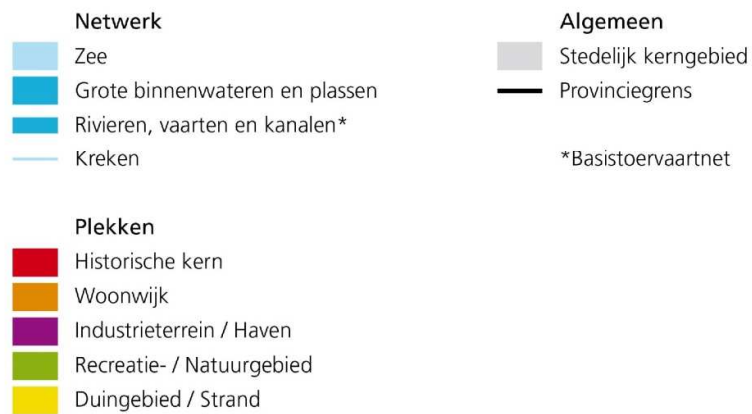 Netwerk
Zee
Grote binnenwateren en plassen
Rivieren, vaarten en kanalen*
Kreken
Plekken
Historische kern
Woonwijk
Industrieterrein / Haven
Recreatie- / Natuurgebied
Duingebied / Strand
Algemeen
Stedelijk kerngebied
Provinciegrens
*Basistoervaartnet